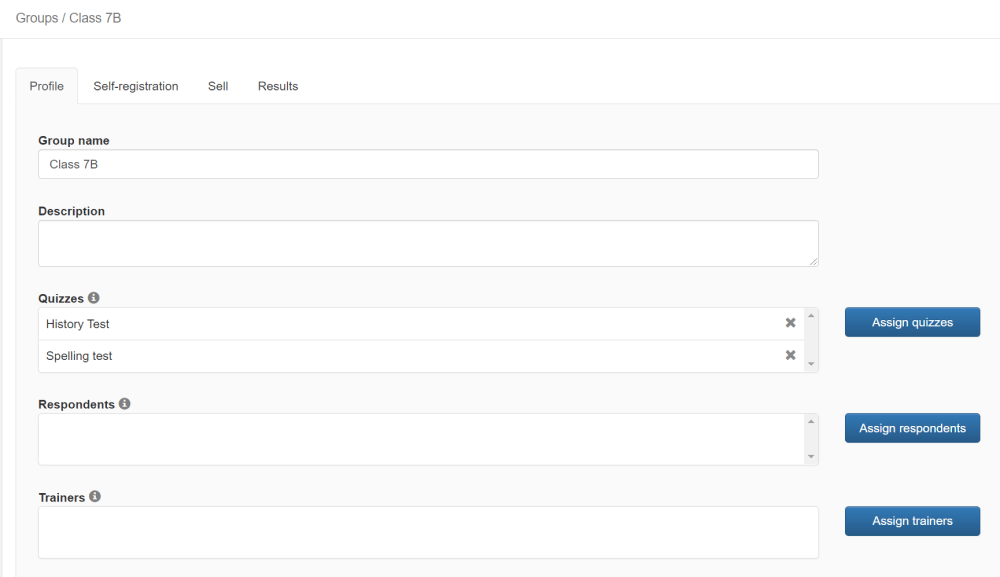 Groups / Class 7B
Profile Self-registration Sell Results
Group name
Class 7B
Description
Quizzes
History Test
Assign quizzes
Spelling test
Respondents
Assign respondents
Trainers
Assign trainers